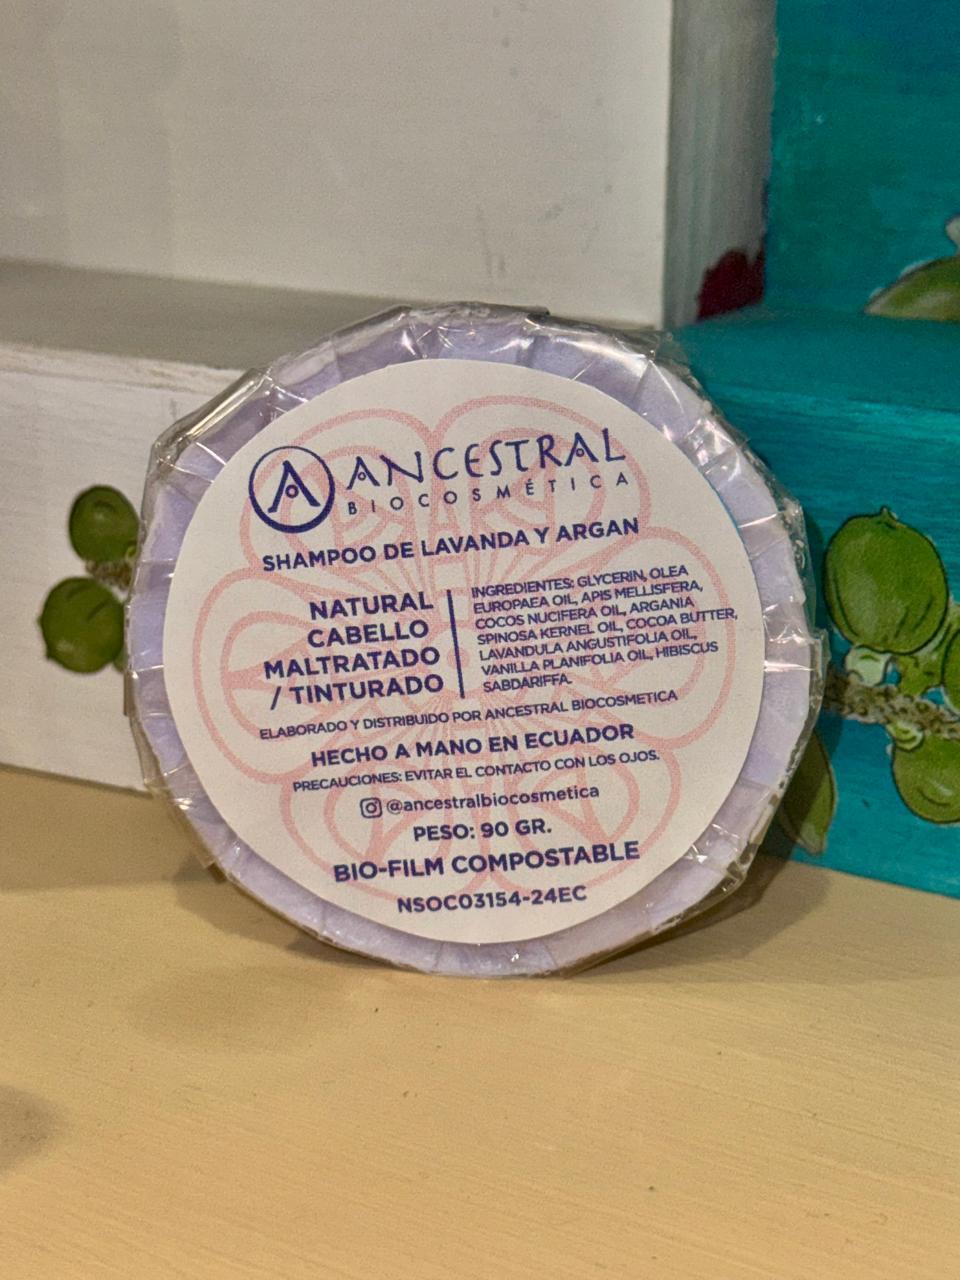 ANCESTRAL
BIOCOSMÉTICA
SHAMPOO DE LAVANDA Y ARGAN
NATURAL
CABELLO
MALTRATADO
/ TINTURADO
INGREDIENTES: GLYCERIN, OLEA
EUROPAEA OIL, APIS MELLISFERA,
COCOS NUCIFERA OIL, ARGANIA
SPINOSA KERNEL OIL, COCOA BUTTER,
LAVANDULA ANGUSTIFOLIA OIL,
VANILLA PLANIFOLIA OIL, HIBISCUS
SABDARIFFA.
ELABORADO Y DISTRIBUIDO POR ANCESTRAL BIOCOSMETICA
HECHO A MANO EN ECUADOR
PRECAUCIONES: EVITAR EL CONTACTO CON LOS OJOS.
@ancestralbiocosmetica
PESO: 90 GR.
BIO-FILM COMPOSTABLE
NSOC03154-24EC